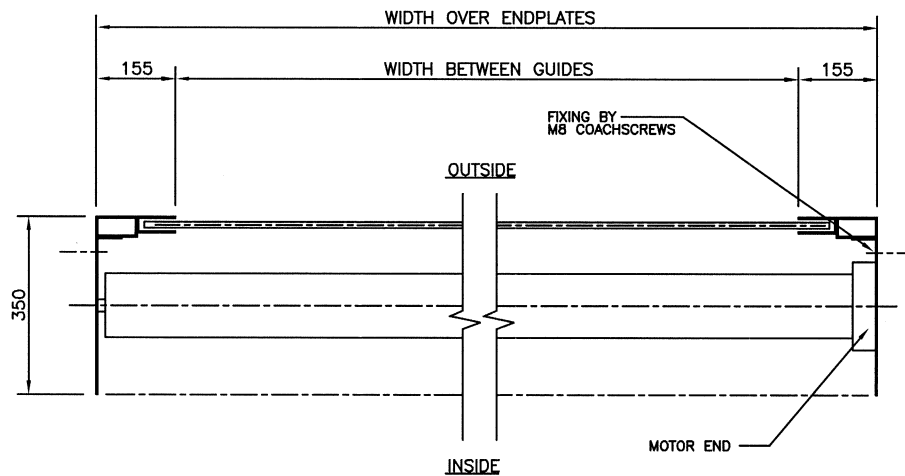 WIDTH OVER ENDPLATES
155
WIDTH BETWEEN GUIDES
155
FIXING BY
M8 COACHSCREWS
OUTSIDE
350
MOTOR END
INSIDE